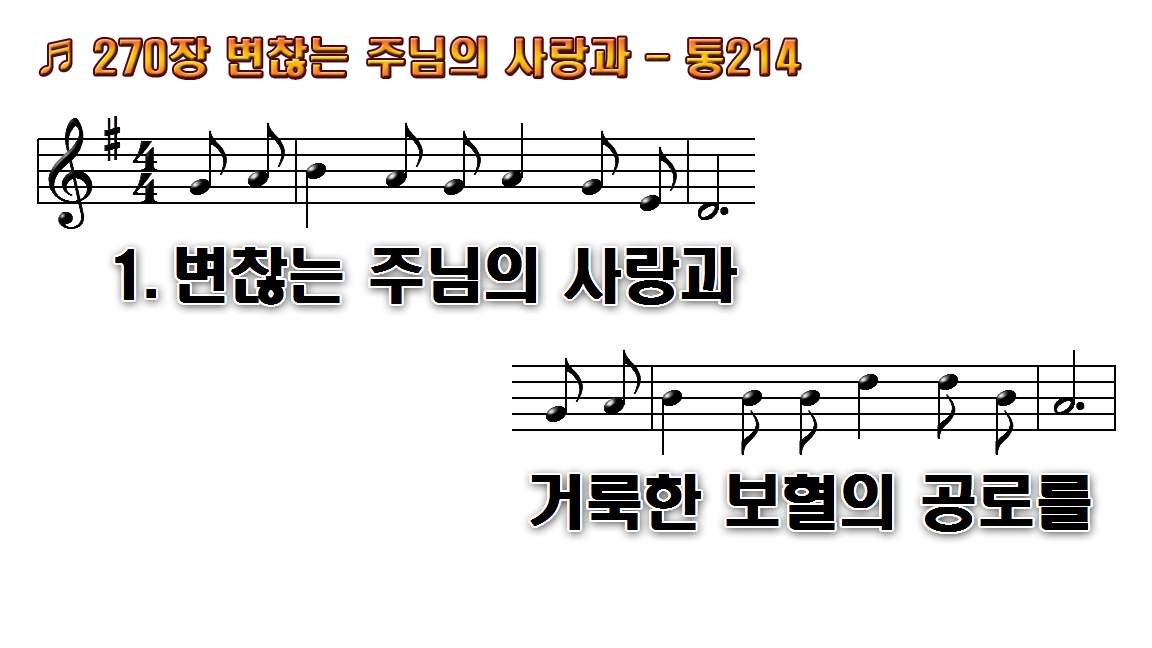 ♬ 270장 변찮는 주님의 사랑과 - 통214
1. 변찮는 주님의 사랑과
거룩한 보혈의 공로를